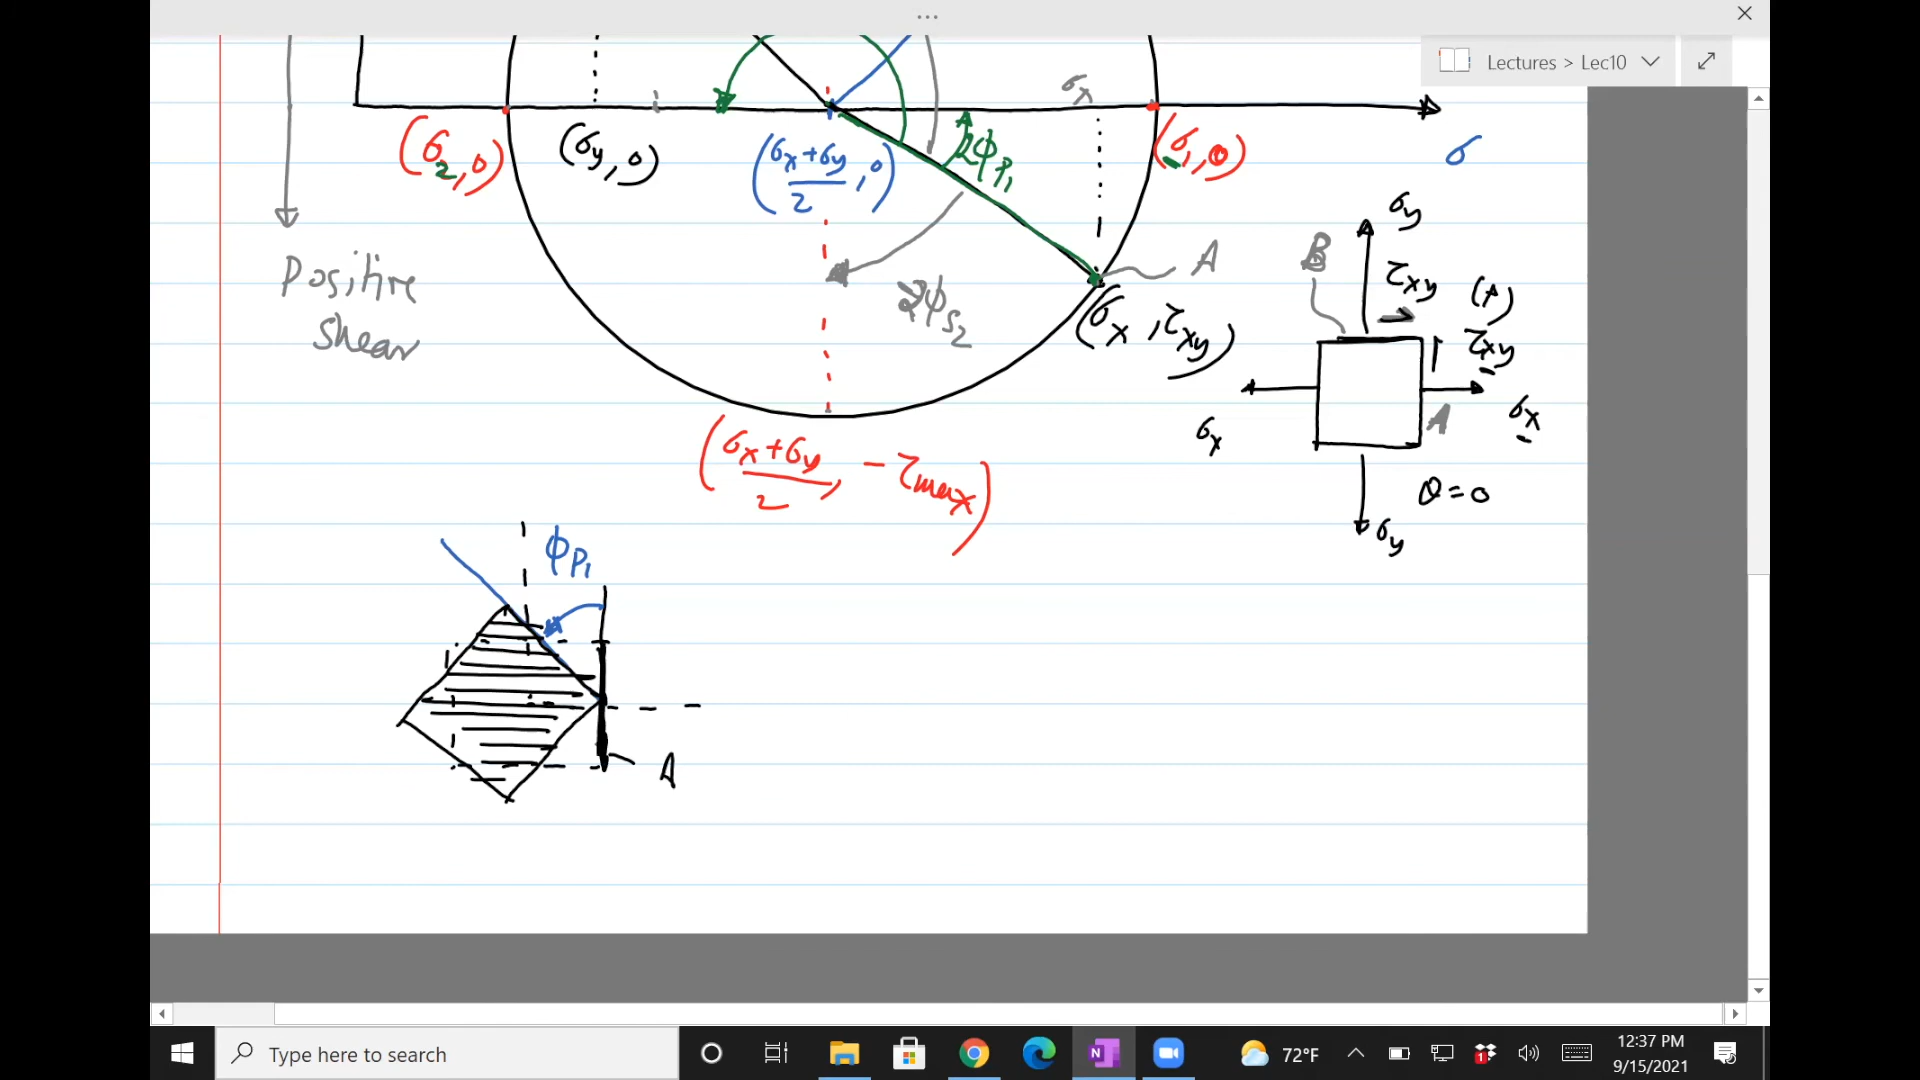 Lectures > Lec10
σx
(σ2, 0)
(σy, 0)
(σx+σy/2, 0)
2φp1
(σ1, 0)
σ
Positive
shear
2φs2
A
(σx, τxy)
(σx+σy/2, -τmax)
B
σy
τxy
(+)
τxy
σx
A
σx
θ=0
σy
φp1
A
Type here to search
72°F
12:37 PM
9/15/2021